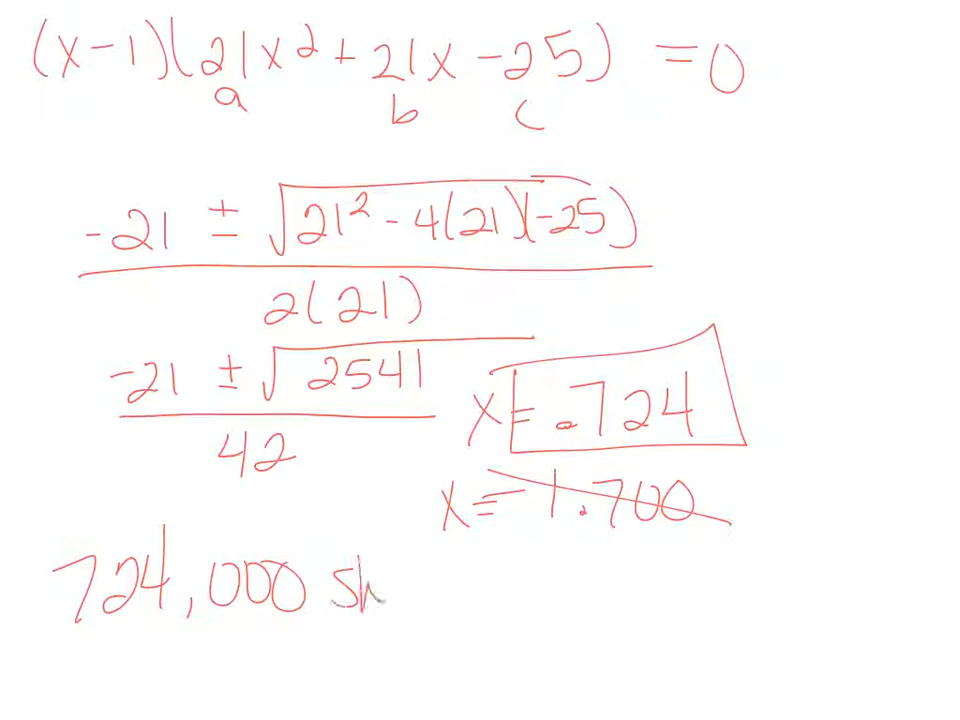 (x-1)(21x² + 21x - 25) = 0
a b c
-21 ± √21² - 4(21)(-25)
2(21)
-21 ± √2541
42
x = .724
x = -1.700
724,000 sh